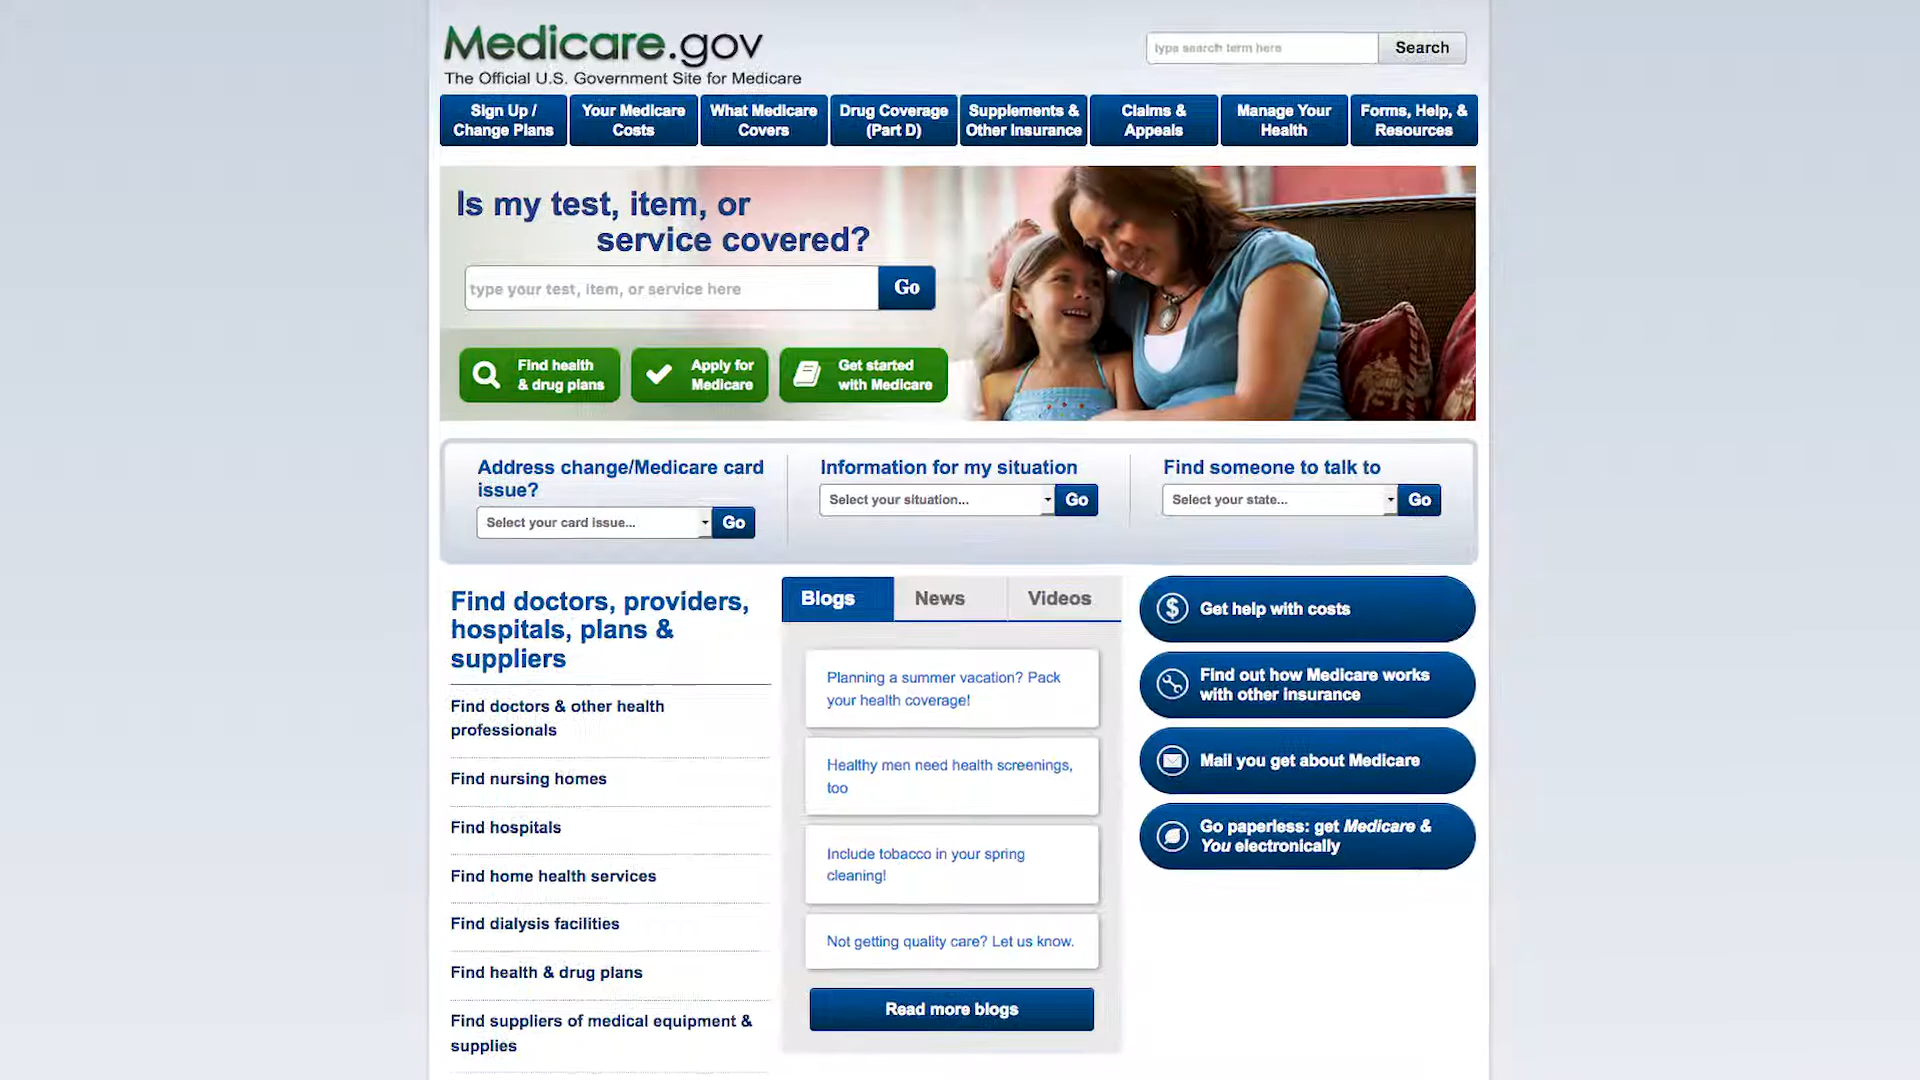 Medicare.gov
The Official U.S. Government Site for Medicare
type search term here
Search
Sign Up /
Change Plans
Your Medicare
Costs
What Medicare
Covers
Drug Coverage
(Part D)
Supplements &
Other Insurance
Claims &
Appeals
Manage Your
Health
Forms, Help, &
Resources
Is my test, item, or
service covered?
type your test, item, or service here
Go
Find health
& drug plans
Apply for
Medicare
Get started
with Medicare
Address change/Medicare card
issue?
Select your card issue...
Go
Information for my situation
Select your situation...
Go
Find someone to talk to
Select your state...
Go
Find doctors, providers,
hospitals, plans &
suppliers
Find doctors & other health
professionals
Find nursing homes
Find hospitals
Find home health services
Find dialysis facilities
Find health & drug plans
Find suppliers of medical equipment &
supplies
Blogs
News
Videos
Planning a summer vacation? Pack
your health coverage!
Healthy men need health screenings,
too
Include tobacco in your spring
cleaning!
Not getting quality care? Let us know.
Read more blogs
$
Get help with costs
Find out how Medicare works
with other insurance
Mail you get about Medicare
Go paperless: get Medicare &
You electronically